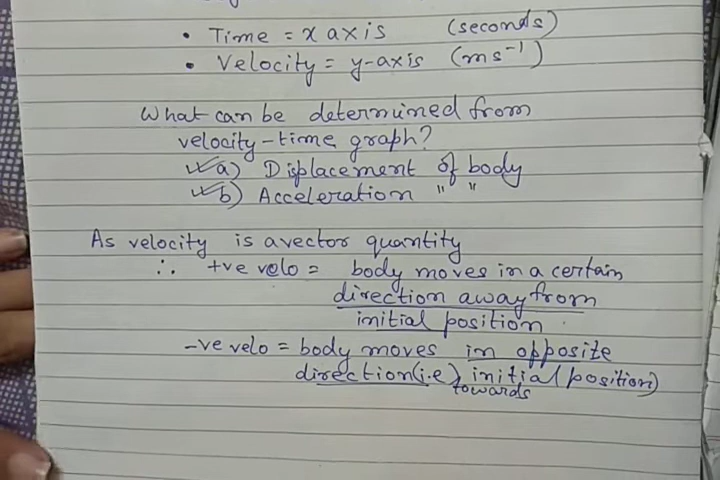 • Time = x axis (seconds)
• Velocity = y-axis (ms⁻¹)
What can be determined from
velocity-time graph?
a) Displacement of body
b) Acceleration " "
As velocity is a vector quantity
∴ +ve velo = body moves in a certain
direction away from
initial position
-ve velo = body moves in opposite
direction (i.e, towards initial position)